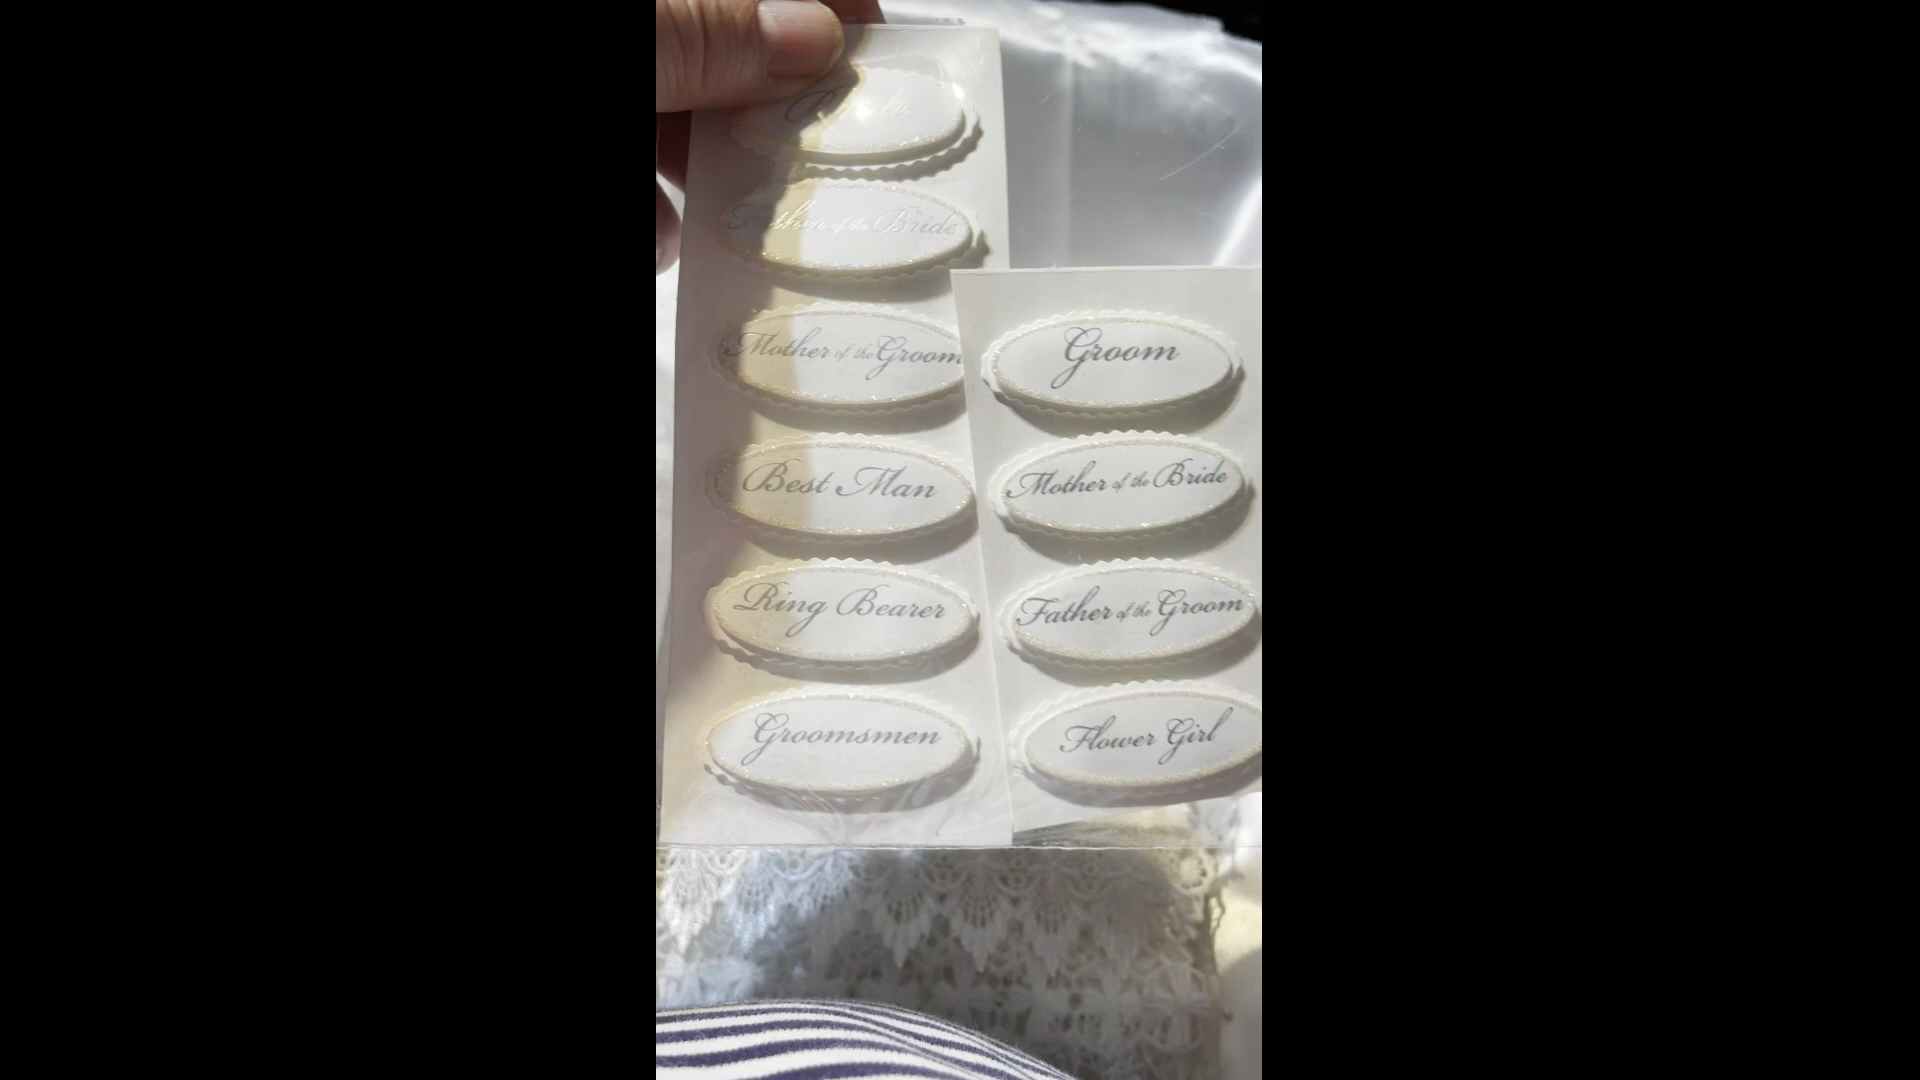 Bride
Father of the Bride
Mother of the Groom
Best Man
Ring Bearer
Groomsmen
Groom
Mother of the Bride
Father of the Groom
Flower Girl